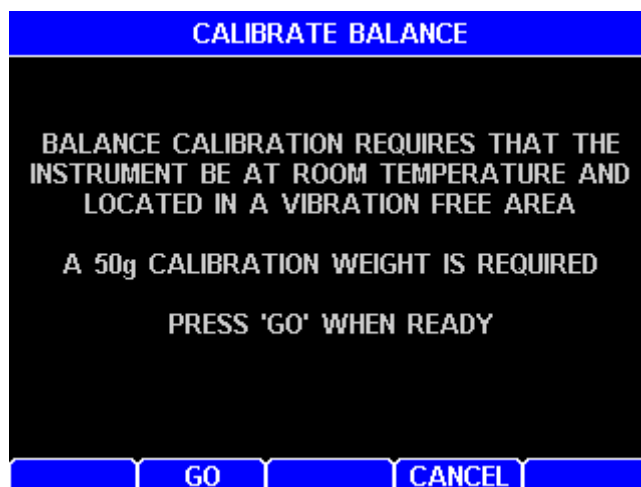 CALIBRATE BALANCE
BALANCE CALIBRATION REQUIRES THAT THE
INSTRUMENT BE AT ROOM TEMPERATURE AND
LOCATED IN A VIBRATION FREE AREA
A 50g CALIBRATION WEIGHT IS REQUIRED
PRESS 'GO' WHEN READY
GO CANCEL